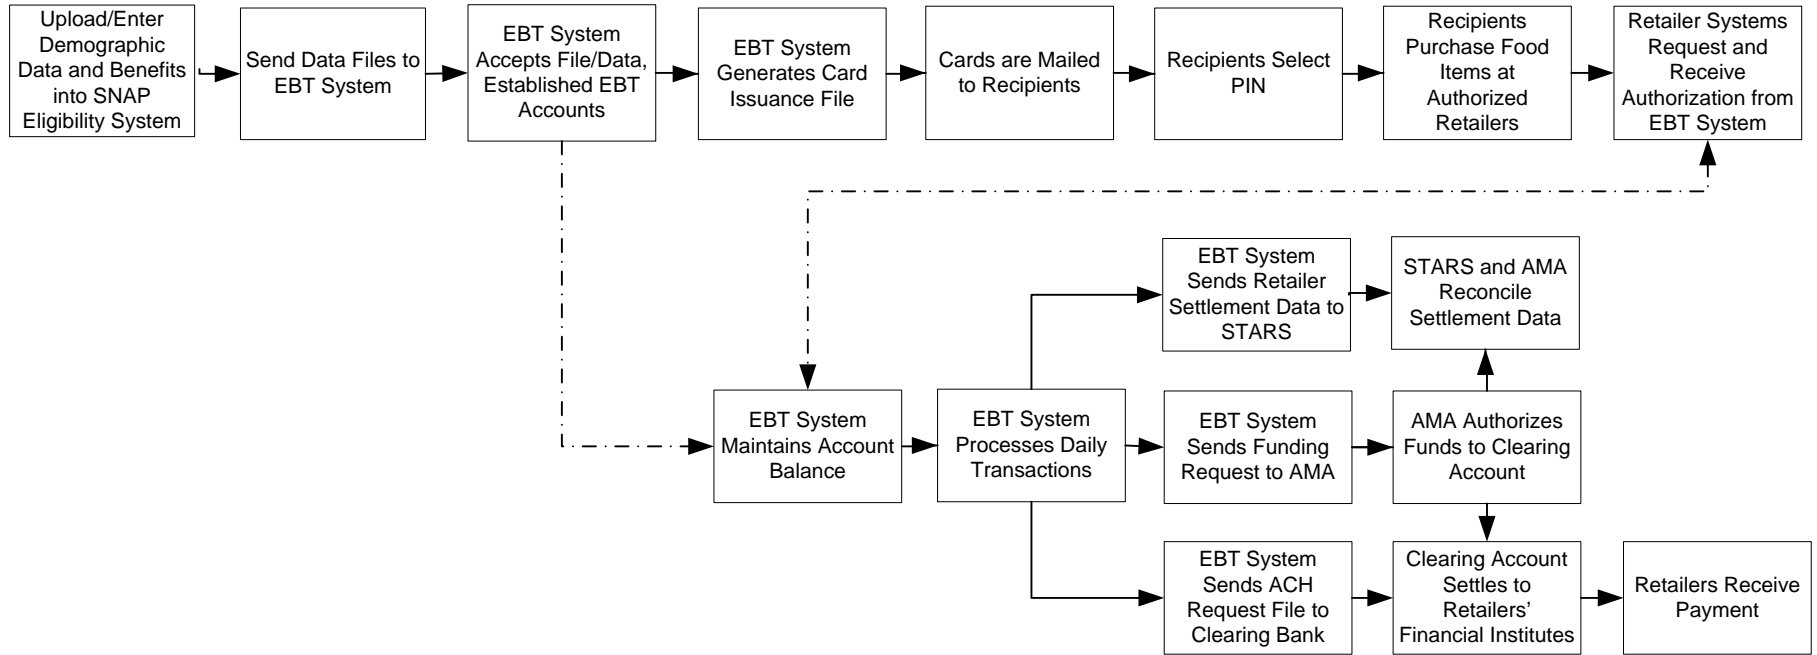 Upload/Enter
Demographic
Data and Benefits
into SNAP
Eligibility System
Send Data Files to
EBT System
EBT System
Accepts File/Data,
Established EBT
Accounts
EBT System
Generates Card
Issuance File
Cards are Mailed
to Recipients
Recipients Select
PIN
Recipients
Purchase Food
Items at
Authorized
Retailers
Retailer Systems
Request and
Receive
Authorization from
EBT System
EBT System
Sends Retailer
Settlement Data to
STARS
STARS and AMA
Reconcile
Settlement Data
EBT System
Maintains Account
Balance
EBT System
Processes Daily
Transactions
EBT System
Sends Funding
Request to AMA
AMA Authorizes
Funds to Clearing
Account
EBT System
Sends ACH
Request File to
Clearing Bank
Clearing Account
Settles to
Retailers’
Financial Institutes
Retailers Receive
Payment